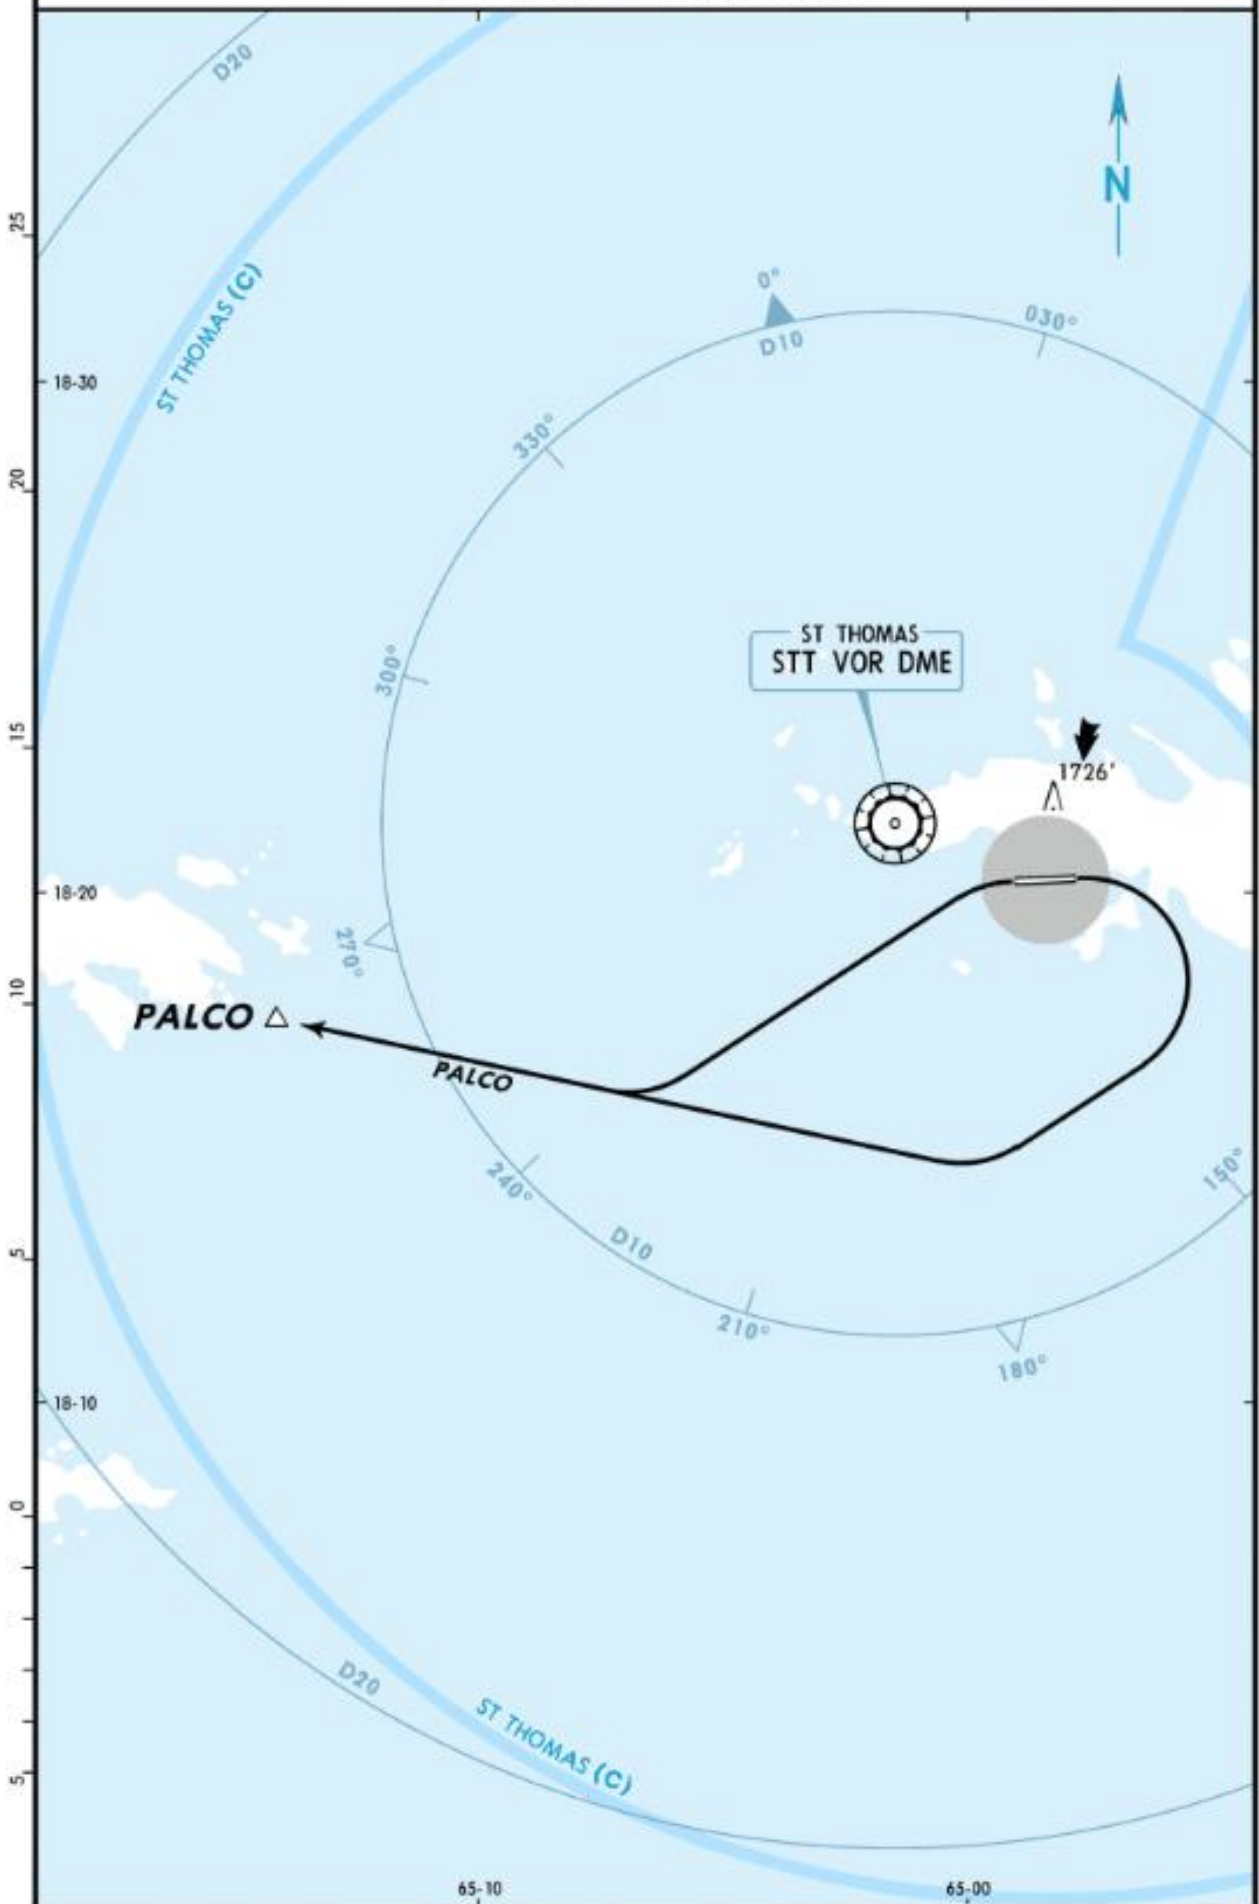 D20
N
25
ST THOMAS (C)
0°
030°
D10
18-30
330°
20
ST THOMAS
STT VOR DME
300°
15
1726'
18-20
270°
10
PALCO
PALCO
150°
240°
D10
5
210°
180°
18-10
0
D20
ST THOMAS (C)
5
65-10
65-00